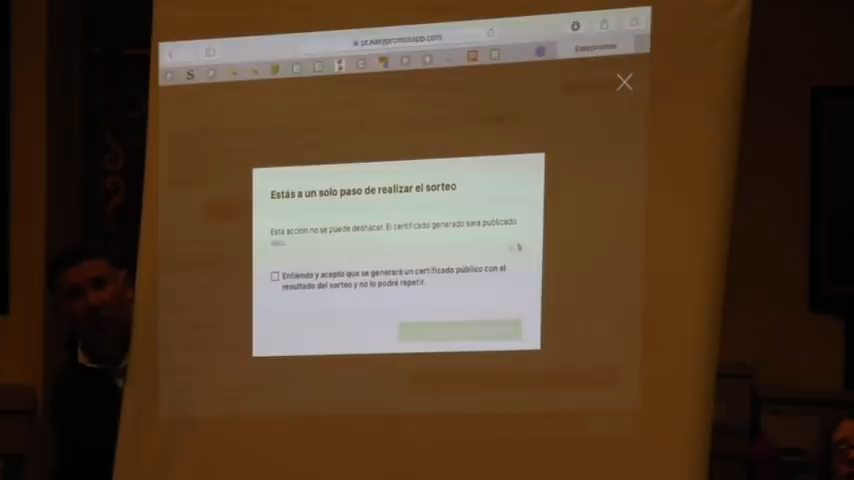 pr.easypromosapp.com
Easypromos
Estás a un solo paso de realizar el sorteo
Esta acción no se puede deshacer. El certificado generado será publicado
aquí.
Entiendo y acepto que se generará un certificado público con el
resultado del sorteo y no lo podré repetir.